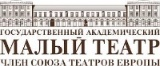 ГОСУДАРСТВЕННЫЙ АКАДЕМИЧЕСКИЙ
МАЛЫЙ ТЕАТР
ЧЛЕН СОЮЗА ТЕАТРОВ ЕВРОПЫ